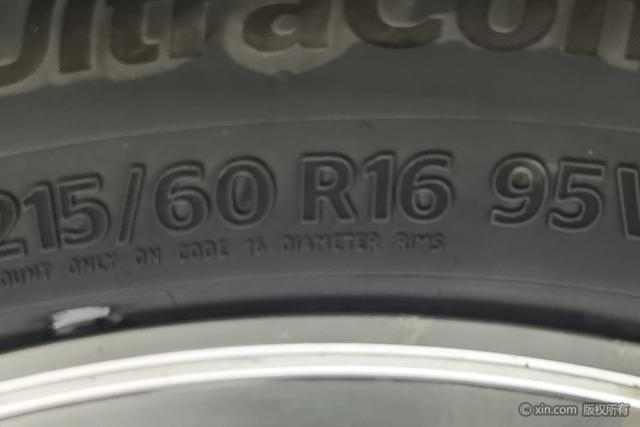 UltraCon
215/60 R16 95V
MOUNT ONLY ON CODE 16 DIAMETER RIMS
© xin.com 版权所有